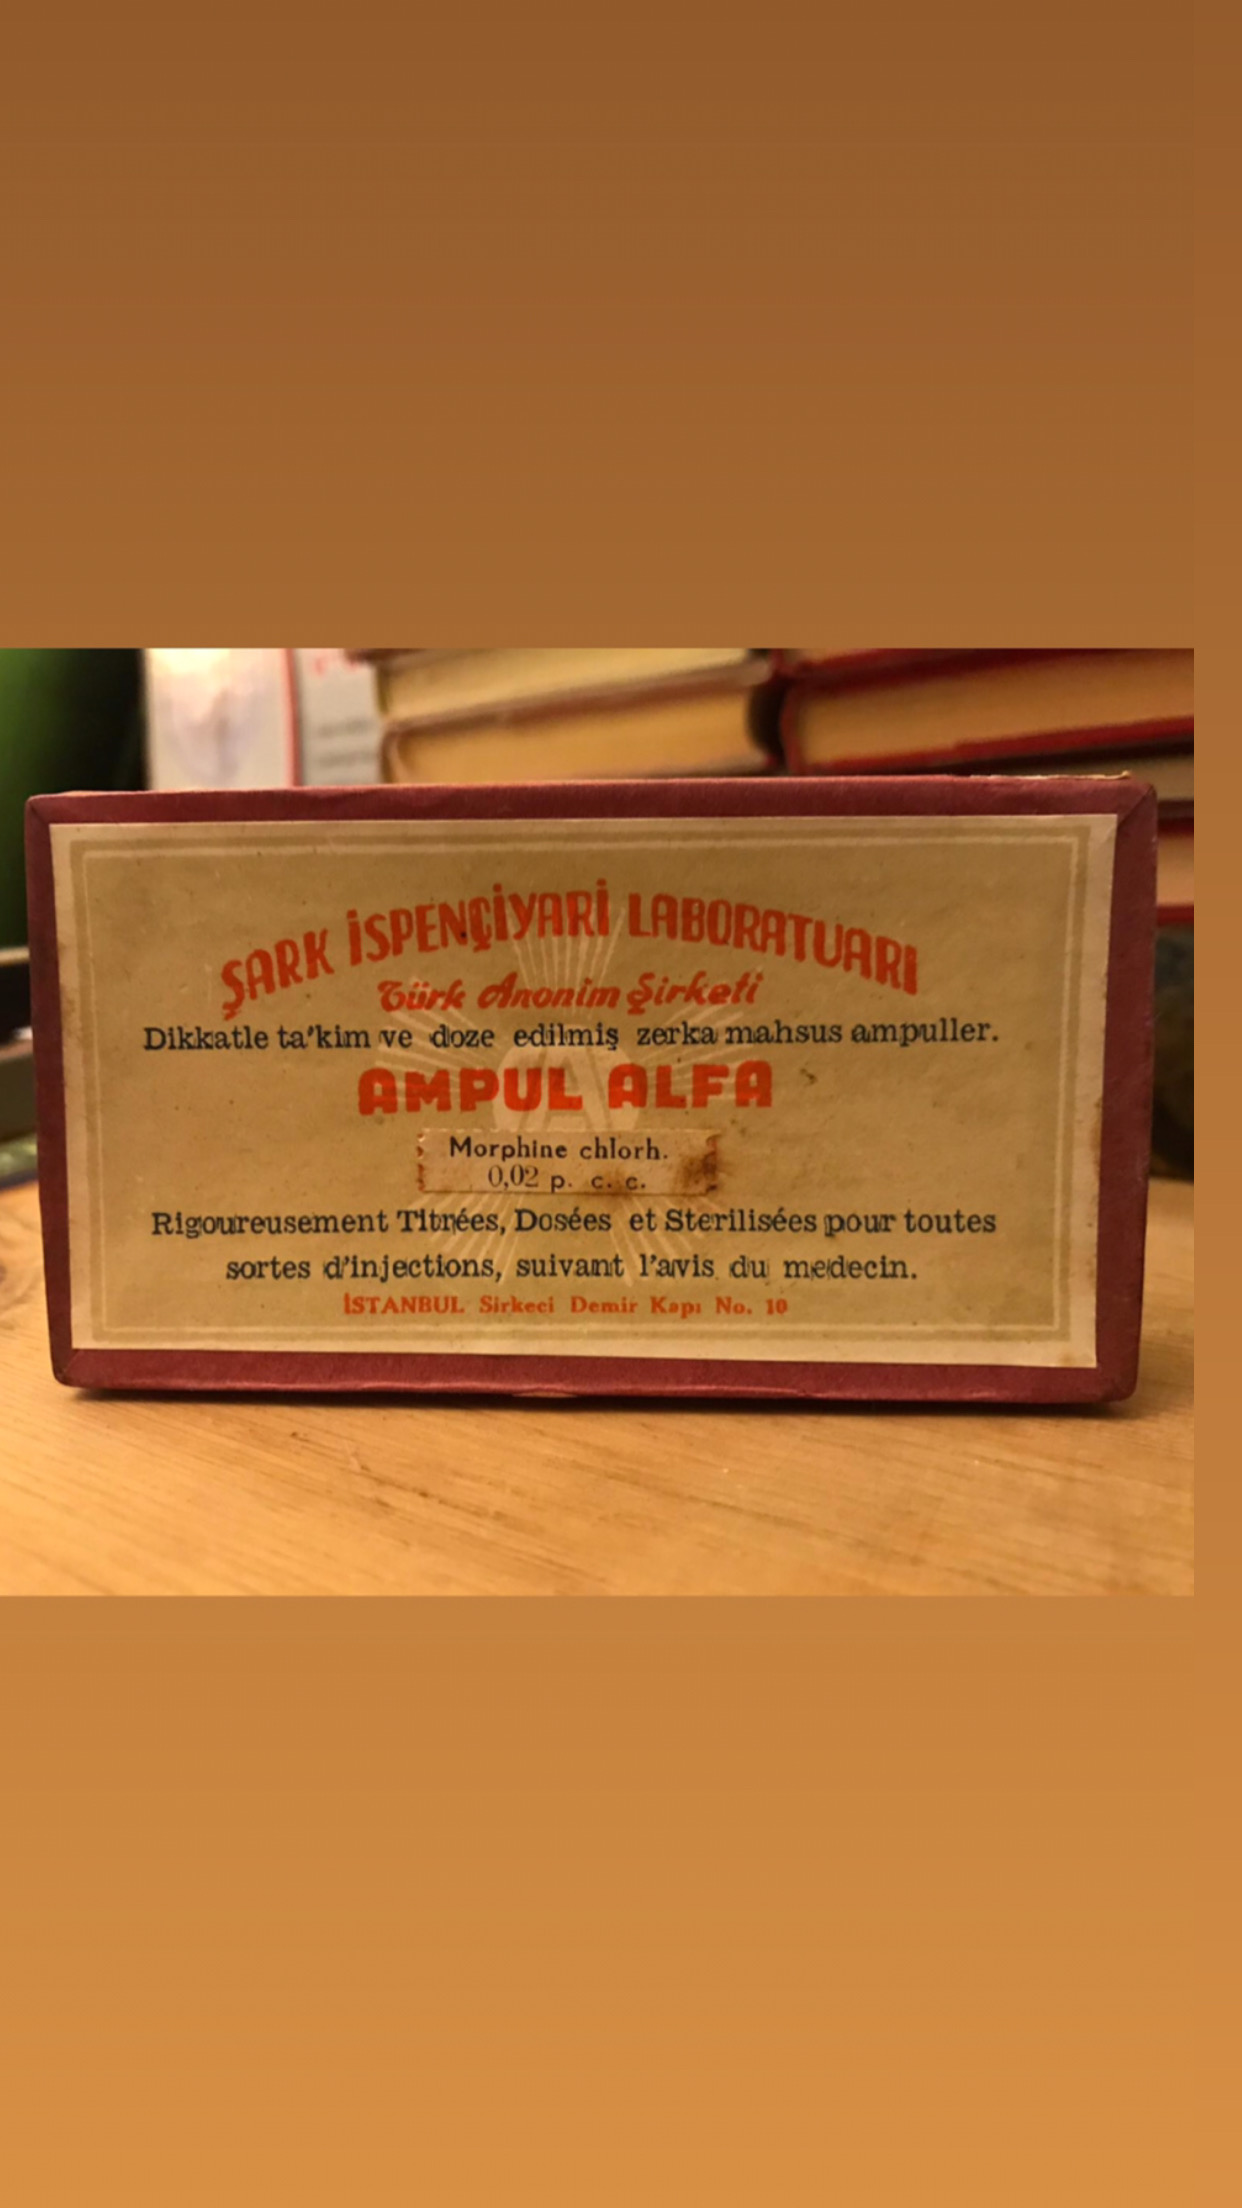 ŞARK İSPENÇİYARİ LABORATUARI
Türk Anonim Şirketi
Dikkatle ta'kim ve doze edilmiş zerka mahsus ampuller.
AMPUL ALFA
Morphine chlorh.
0,02 p. c. c.
Rigoureusement Titrées, Dosées et Sterilisées pour toutes
sortes d'injections, suivant l'avis du medecin.
İSTANBUL Sirkeci Demir Kapı No. 10